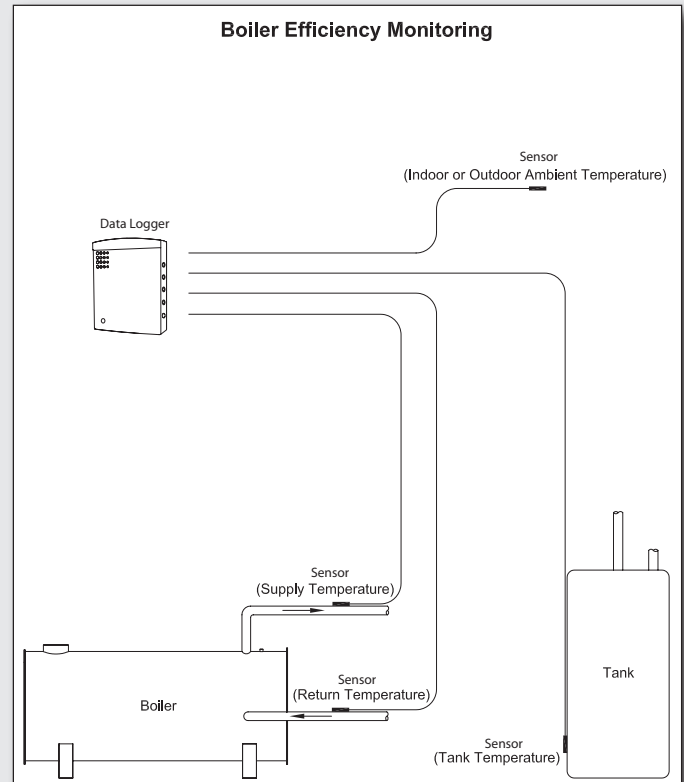 Boiler Efficiency Monitoring
Sensor
(Indoor or Outdoor Ambient Temperature)
Data Logger
Sensor
(Supply Temperature)
Sensor
(Return Temperature)
Boiler
Tank
Sensor
(Tank Temperature)